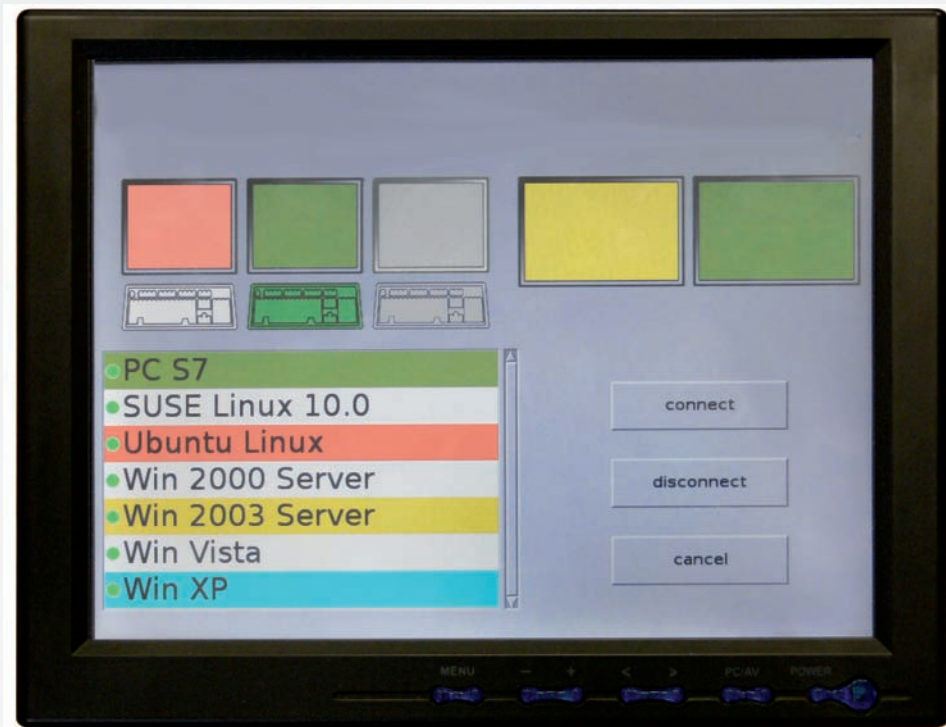 PC S7
SUSE Linux 10.0
Ubuntu Linux
Win 2000 Server
Win 2003 Server
Win Vista
Win XP
connect
disconnect
cancel
MENU - + < > PC/AV POWER